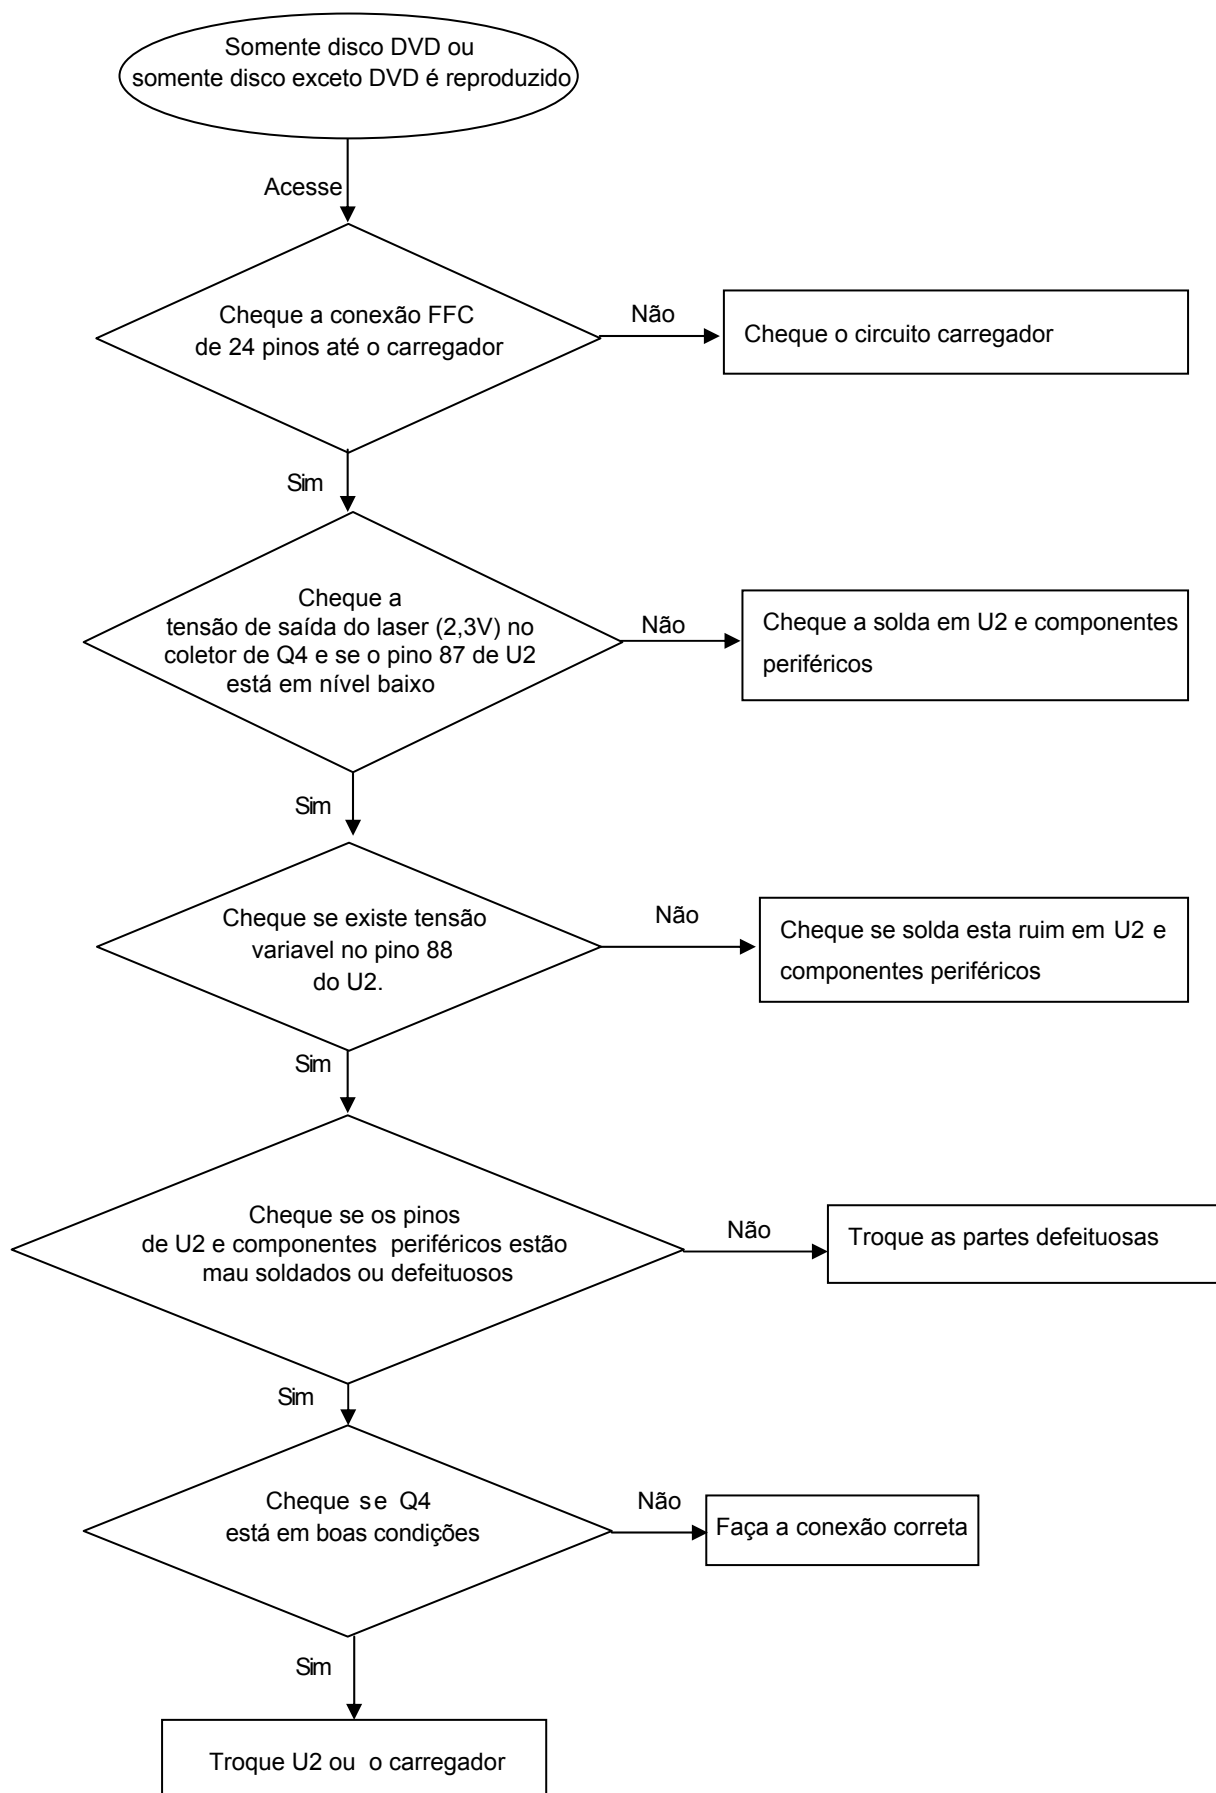 Somente disco DVD ou
somente disco exceto DVD é reproduzido
Acesse
Cheque a conexão FFC
de 24 pinos até o carregador
Não
Cheque o circuito carregador
Sim
Cheque a
tensão de saída do laser (2,3V) no
coletor de Q4 e se o pino 87 de U2
está em nível baixo
Não
Cheque a solda em U2 e componentes
periféricos
Sim
Cheque se existe tensão
variavel no pino 88
do U2.
Não
Cheque se solda esta ruim em U2 e
componentes periféricos
Sim
Cheque se os pinos
de U2 e componentes periféricos estão
mau soldados ou defeituosos
Não
Troque as partes defeituosas
Sim
Cheque se Q4
está em boas condições
Não
Faça a conexão correta
Sim
Troque U2 ou o carregador